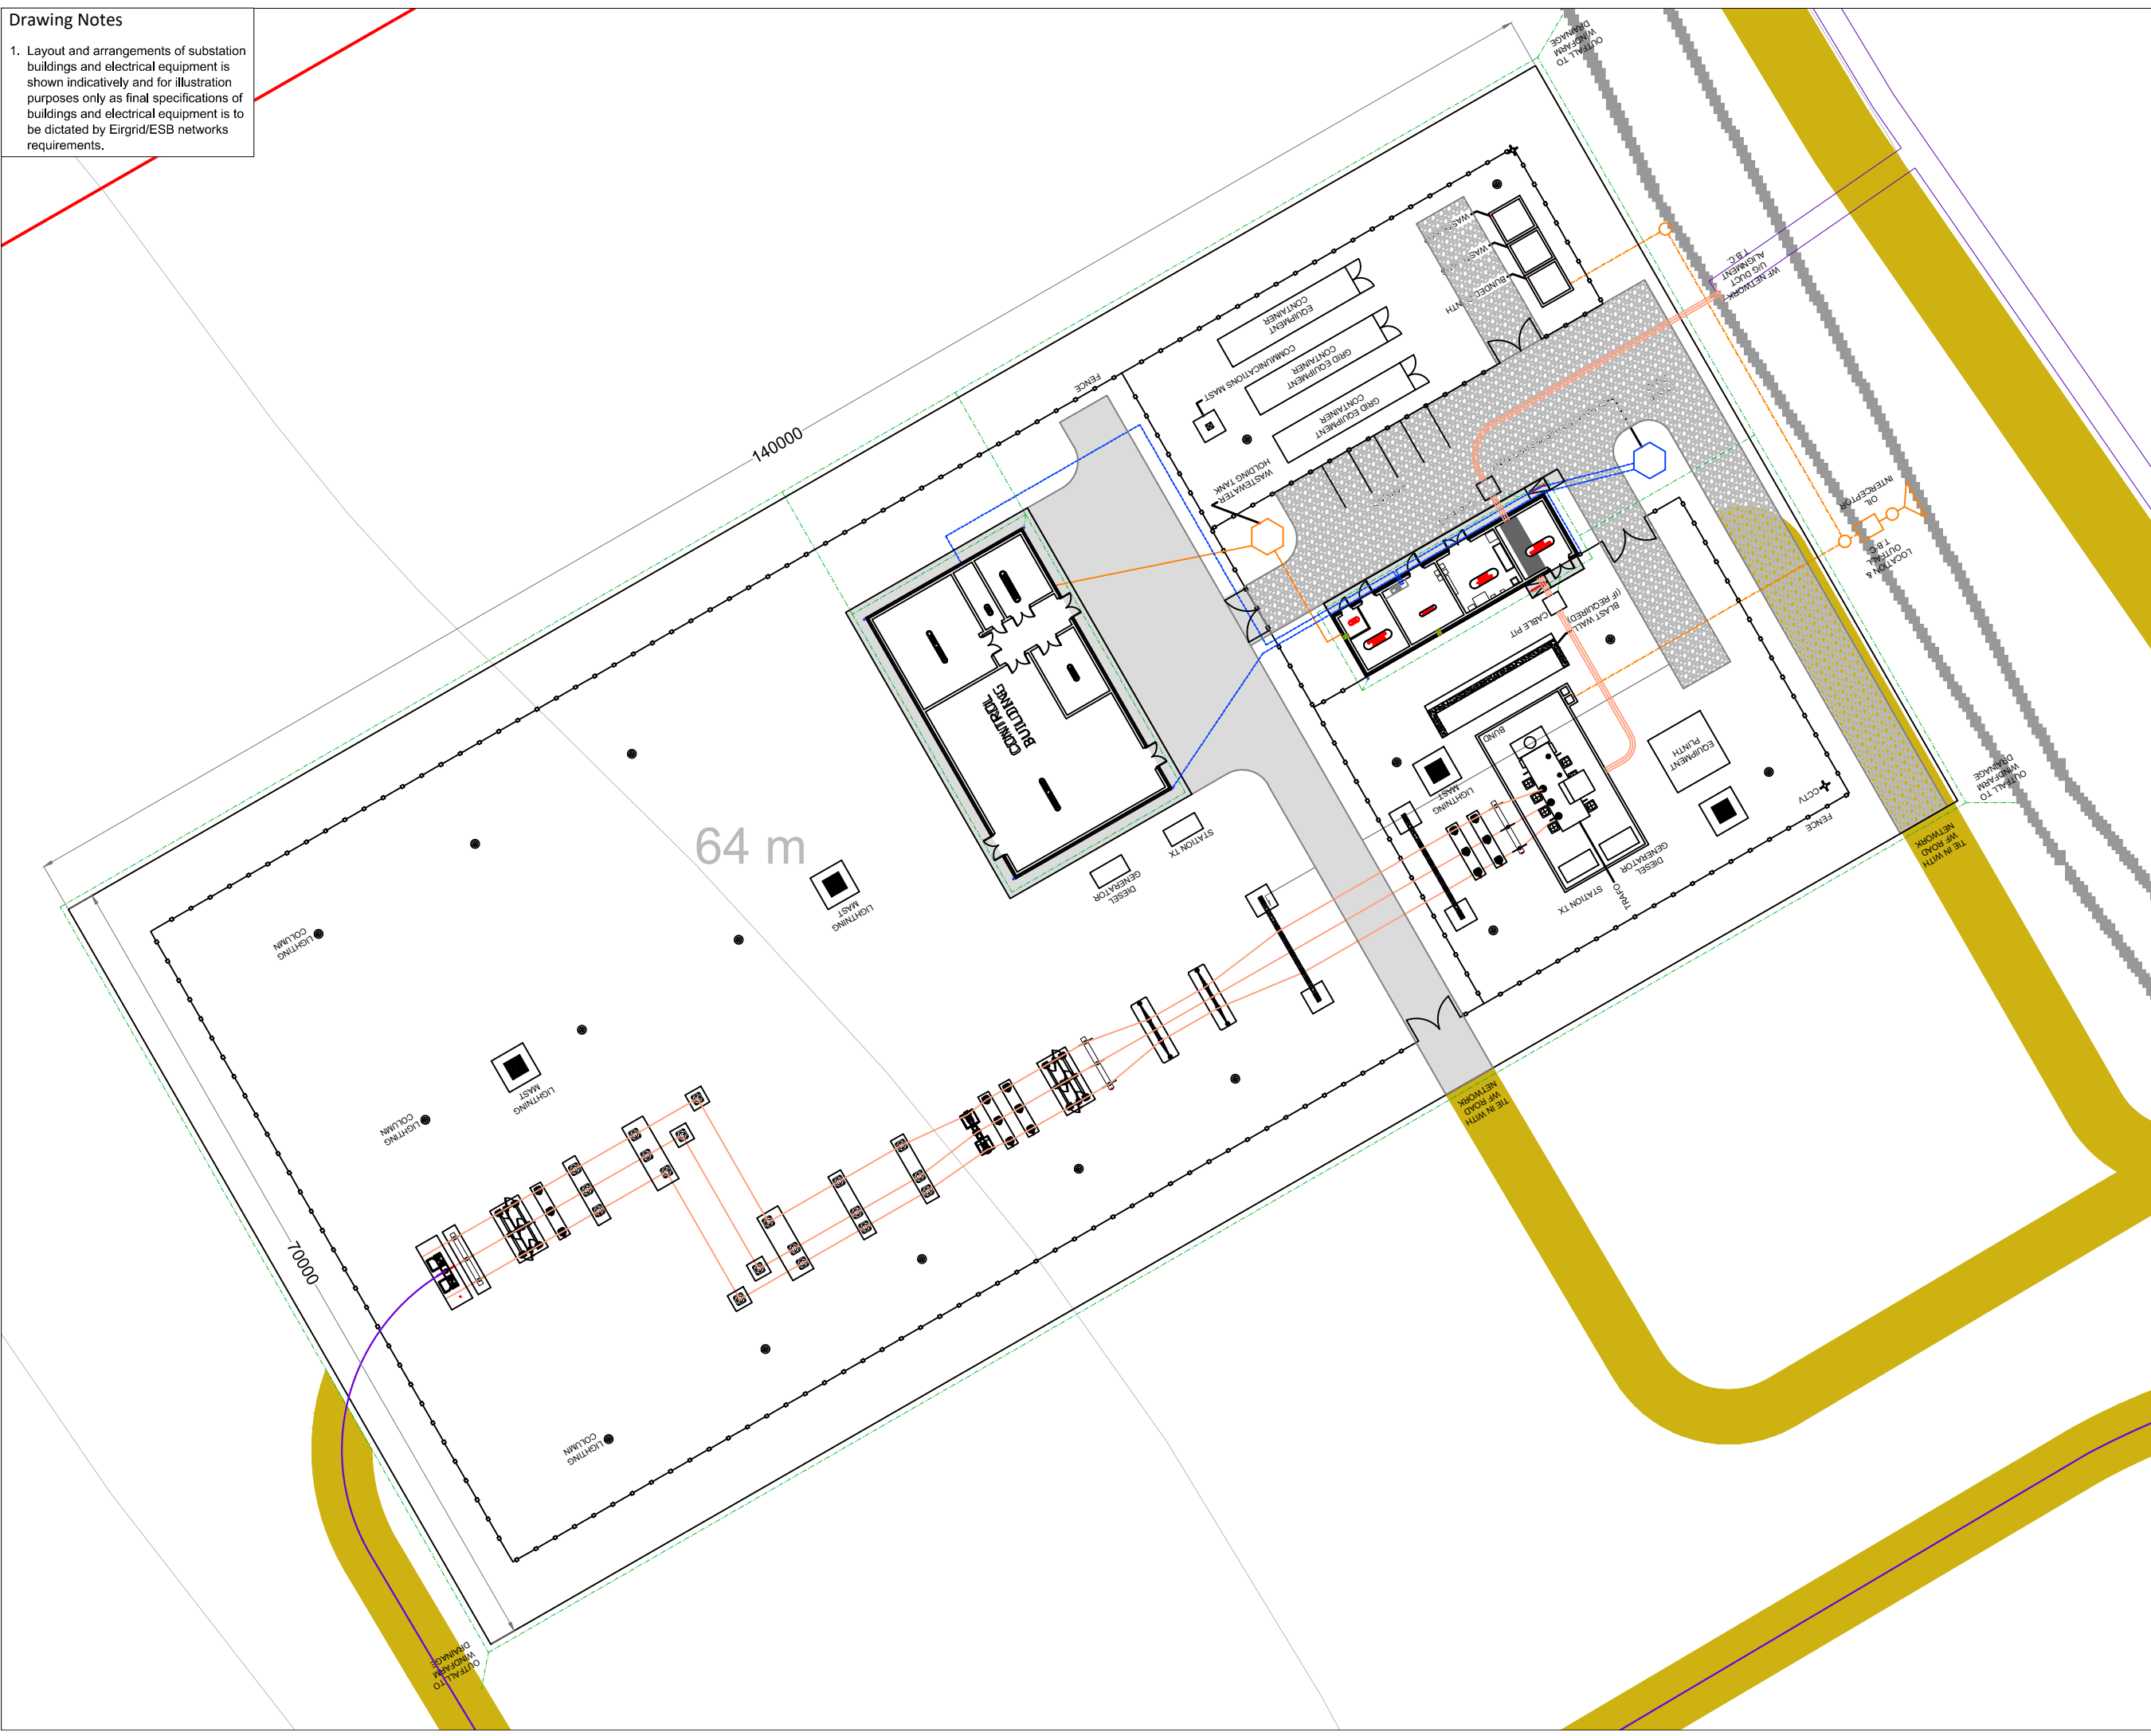 Drawing Notes
1. Layout and arrangements of substation
buildings and electrical equipment is
shown indicatively and for illustration
purposes only as final specifications of
buildings and electrical equipment is to
be dictated by Eirgrid/ESB networks
requirements.
OUTFALL TO
WINDFARM
DRAINAGE
WF NETWORK
U/G DUCT
ALIGNMENT
T.B.C.
140000
FENCE
EQUIPMENT
CONTAINER
COMMUNICATIONS MAST
GRID EQUIPMENT
CONTAINER
GRID EQUIPMENT
CONTAINER
WASTEWATER
HOLDING TANK
BUNDED
OIL
INTERCEPTOR
LOCATION &
OUTFALL
T.B.C.
CABLE PIT
BLAST WALL
(IF REQUIRED)
CONTROL
BUILDING
BUND
EQUIPMENT
PLINTH
LIGHTNING
MAST
CCTV
FENCE
OUTFALL TO
WINDFARM
DRAINAGE
TIE IN WITH
WF ROAD
NETWORK
STATION TX
DIESEL
GENERATOR
64 m
LIGHTNING
MAST
STATION TX
TRAFO
DIESEL
GENERATOR
LIGHTING
COLUMN
LIGHTNING
MAST
LIGHTING
COLUMN
TIE IN WITH
WF ROAD
NETWORK
70000
LIGHTING
COLUMN
OUTFALL TO
WINDFARM
DRAINAGE